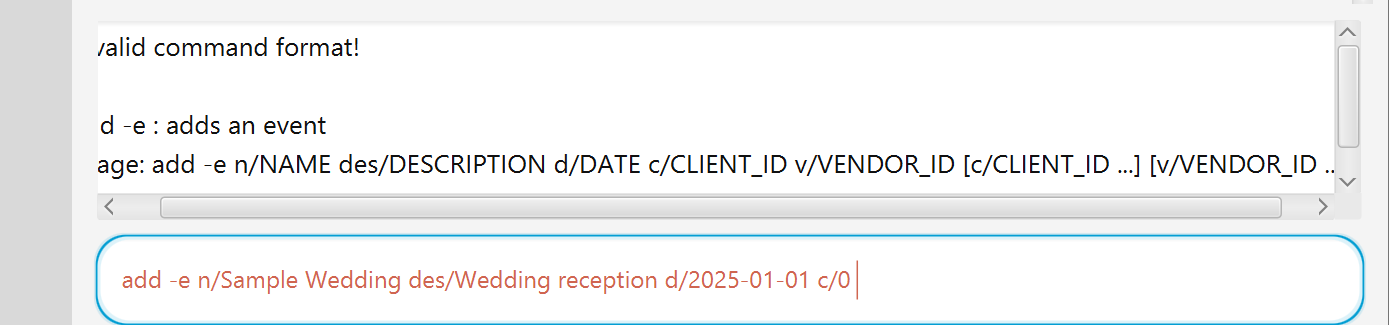 valid command format!
d -e : adds an event
age: add -e n/NAME des/DESCRIPTION d/DATE c/CLIENT_ID v/VENDOR_ID [c/CLIENT_ID ...] [v/VENDOR_ID ..
add -e n/Sample Wedding des/Wedding reception d/2025-01-01 c/0